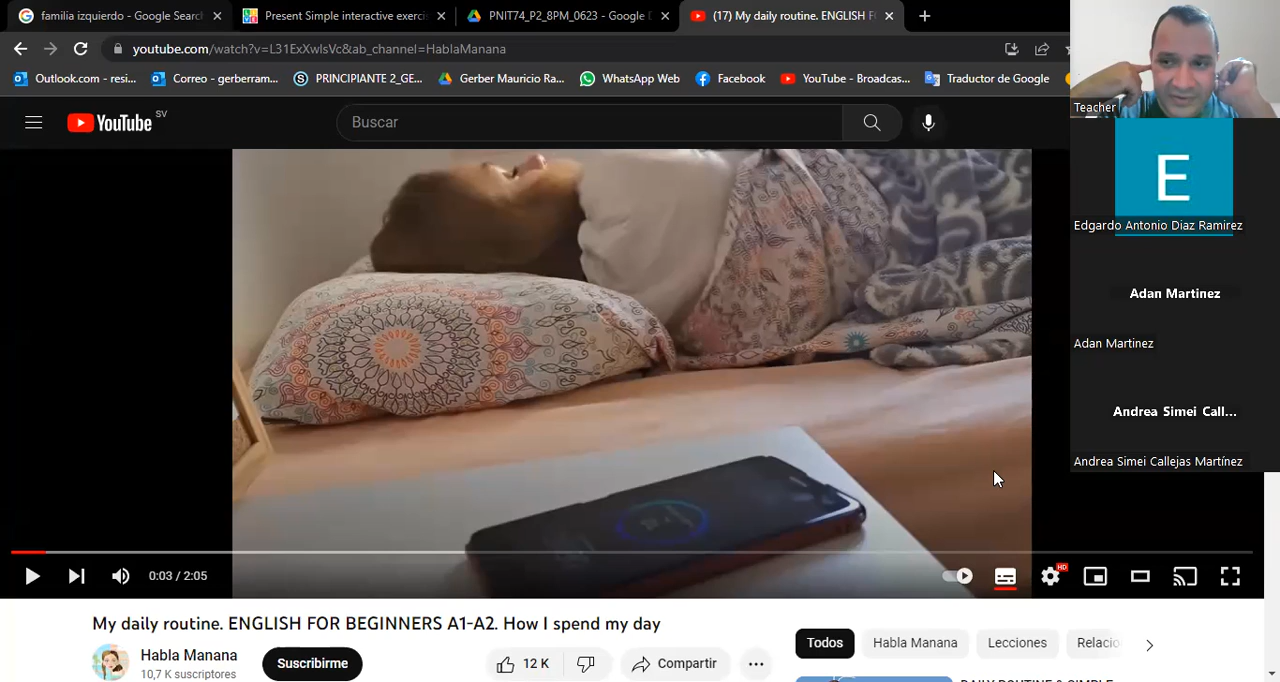 familia izquierdo - Google Searc
Present Simple interactive exerci
PNIT74_P2_8PM_0623 - Google D
(17) My daily routine. ENGLISH F
youtube.com/watch?v=L31ExXwlsVc&ab_channel=HablaManana
Outlook.com - resi...
Correo - gerberram...
PRINCIPIANTE 2_GE...
Gerber Mauricio Ra...
WhatsApp Web
Facebook
YouTube - Broadcas...
Traductor de Google
YouTube SV
Buscar
Teacher
E
Edgardo Antonio Diaz Ramirez
Adan Martinez
Adan Martinez
Andrea Simei Call...
Andrea Simei Callejas Martínez
0:03 / 2:05
HD
My daily routine. ENGLISH FOR BEGINNERS A1-A2. How I spend my day
Habla Manana
10,7 K suscriptores
Suscribirme
12 K
Compartir
Todos
Habla Manana
Lecciones
Relacio